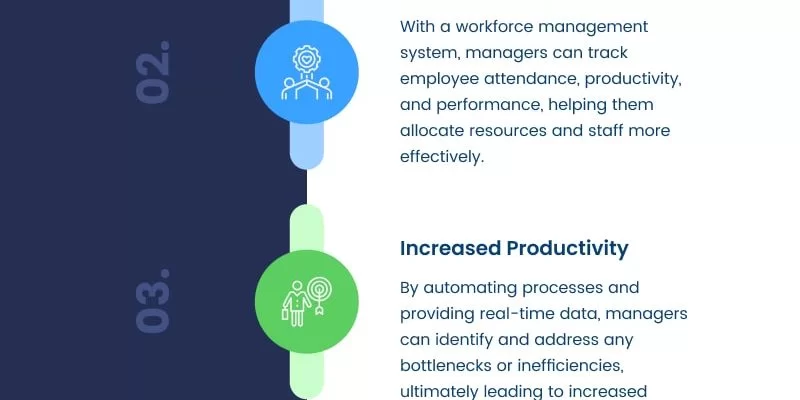 02.
With a workforce management
system, managers can track
employee attendance, productivity,
and performance, helping them
allocate resources and staff more
effectively.
03.
Increased Productivity
By automating processes and
providing real-time data, managers
can identify and address any
bottlenecks or inefficiencies,
ultimately leading to increased